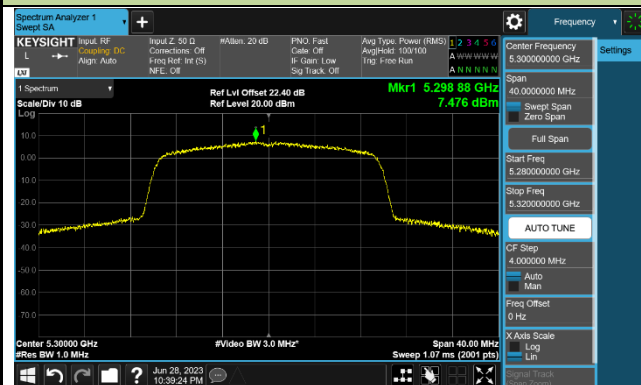 Spectrum Analyzer 1
Swept SA
Frequency
KEYSIGHT
L
LXI
Input: RF
Coupling: DC
Align: Auto
Input Z: 50 Ω
Corrections: Off
Freq Ref: Int (S)
NFE: Off
#Atten: 20 dB
PNO: Fast
Gate: Off
IF Gain: Low
Sig Track: Off
Avg Type: Power (RMS)
Avg|Hold: 100/100
Trig: Free Run
1 2 3 4 5 6
A W W W W W
A N N N N N
Center Frequency
5.300000000 GHz
Settings
Span
40.0000000 MHz
Swept Span
Zero Span
Full Span
Start Freq
5.280000000 GHz
Stop Freq
5.320000000 GHz
AUTO TUNE
CF Step
4.000000 MHz
Auto
Man
Freq Offset
0 Hz
X Axis Scale
Log
Lin
Signal Track
(Span Zoom)
1 Spectrum
Scale/Div 10 dB
Log
Ref Lvl Offset 22.40 dB
Ref Level 20.00 dBm
Mkr1 5.298 88 GHz
7.476 dBm
1
10.0
0.00
-10.0
-20.0
-30.0
-40.0
-50.0
-60.0
-70.0
Center 5.30000 GHz
#Res BW 1.0 MHz
#Video BW 3.0 MHz*
Span 40.00 MHz
Sweep 1.07 ms (2001 pts)
Jun 28, 2023
10:39:24 PM